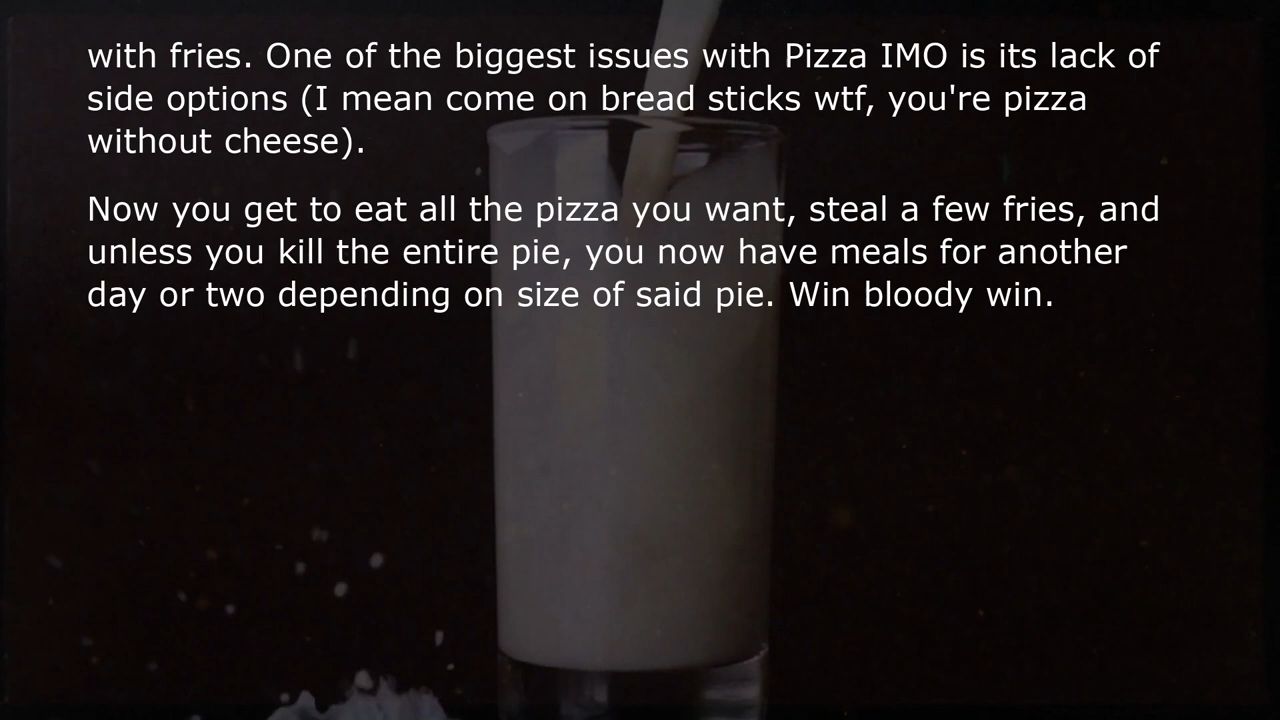 with fries. One of the biggest issues with Pizza IMO is its lack of
side options (I mean come on bread sticks wtf, you're pizza
without cheese).
Now you get to eat all the pizza you want, steal a few fries, and
unless you kill the entire pie, you now have meals for another
day or two depending on size of said pie. Win bloody win.